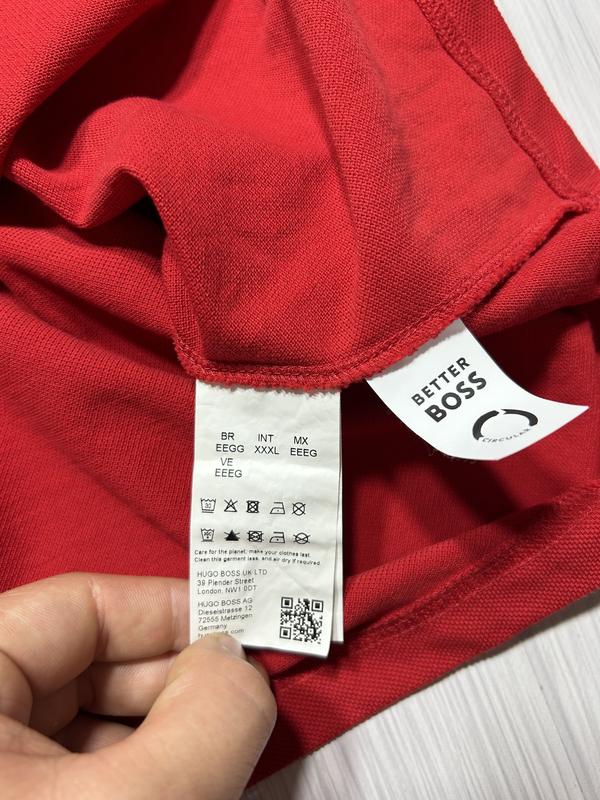 BR INT MX
EEGG XXXL EEEG
VE
EEEG
30
Care for the planet, make your clothes last.
Clean this garment less, and air dry if required.
HUGO BOSS UK LTD
39 Plender Street
London, NW1 0DT
HUGO BOSS AG
Dieselstrasse 12
72555 Metzingen
Germany
BETTER
BOSS
CIRCULAR